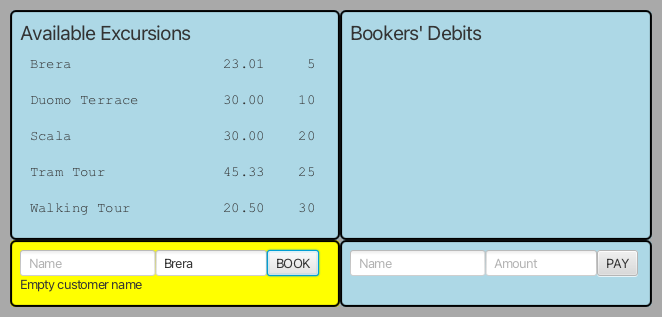 Available Excursions
Brera 23.01 5
Duomo Terrace 30.00 10
Scala 30.00 20
Tram Tour 45.33 25
Walking Tour 20.50 30
Name Brera BOOK
Empty customer name
Bookers' Debits
Name Amount PAY